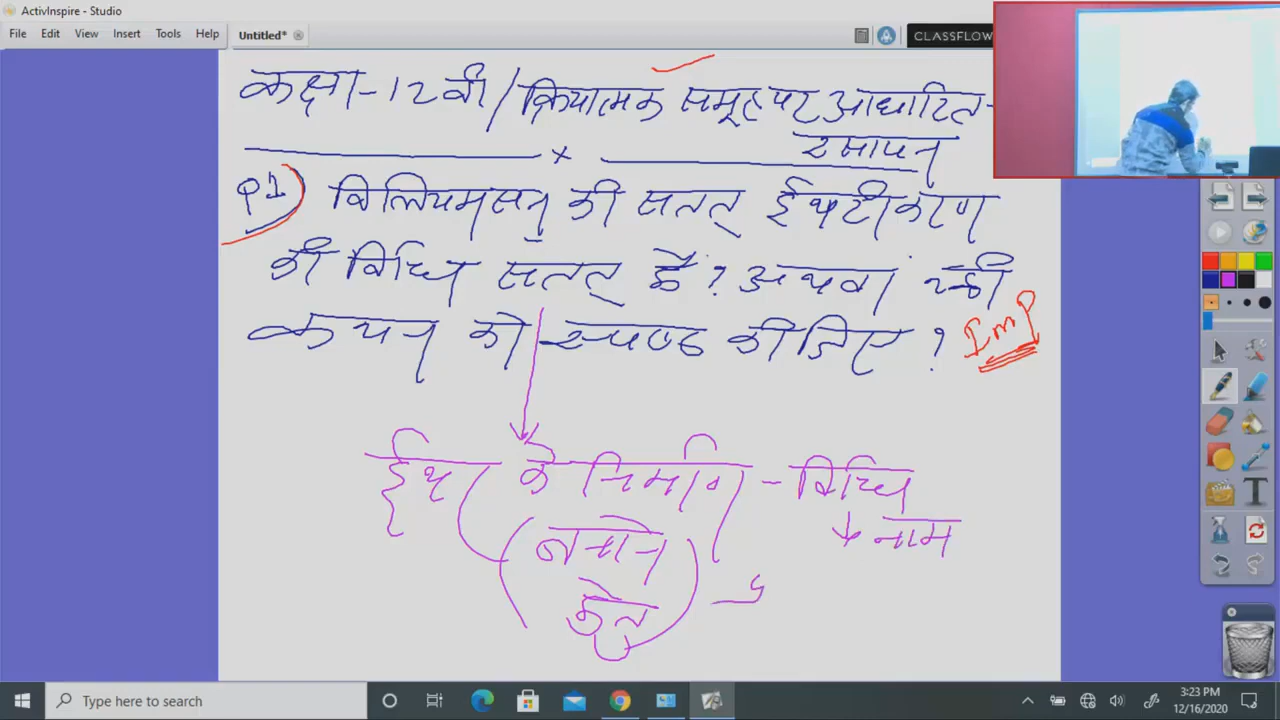 ActivInspire - Studio
File Edit View Insert Tools Help Untitled* CLASSFLOW
कक्षा-12वी / क्रियात्मक समूह पर आधारित-
रसायन
Q1 विलियमसन की सतत् ईथरीकरण
की विधि सतत् है? अथवा इसी
कथन को स्पष्ट कीजिए? Imp
ईथर के निर्माण - विधि
(बनाने नाम
हेतु)
Type here to search
3:23 PM
12/16/2020